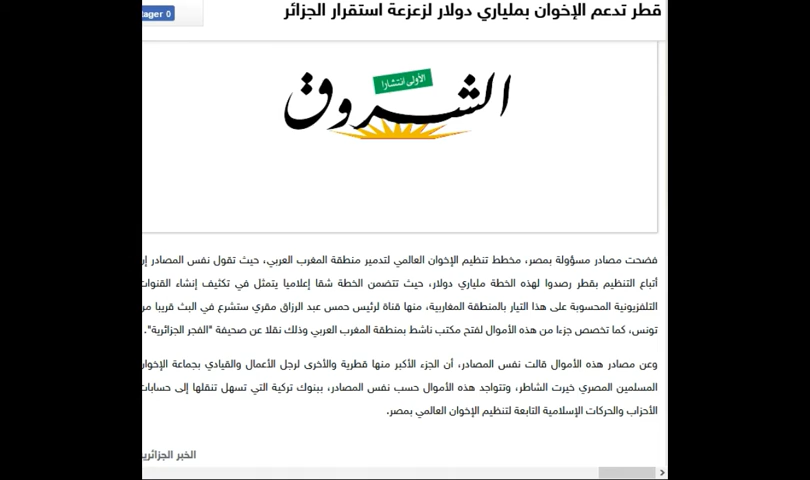 tager 0
قطر تدعم الإخوان بملياري دولار لزعزعة استقرار الجزائر
الأولى انتشارا
الشروق
فضحت مصادر مسؤولة بمصر، مخطط تنظيم الإخوان العالمي لتدمير منطقة المغرب العربي، حيث تقول نفس المصادر إن
أتباع التنظيم بقطر رصدوا لهذه الخطة ملياري دولار، حيث تتضمن الخطة شقا إعلاميا يتمثل في تكثيف إنشاء القنوات
التلفزيونية المحسوبة على هذا التيار بالمنطقة المغاربية، منها قناة لرئيس حمس عبد الرزاق مقري ستشرع في البث قريبا من
تونس، كما تخصص جزءا من هذه الأموال لفتح مكتب ناشط بمنطقة المغرب العربي وذلك نقلا عن صحيفة "الفجر الجزائرية".
وعن مصادر هذه الأموال قالت نفس المصادر، أن الجزء الأكبر منها قطرية والأخرى لرجل الأعمال والقيادي بجماعة الإخوان
المسلمين المصري خيرت الشاطر، وتتواجد هذه الأموال حسب نفس المصادر، ببنوك تركية التي تسهل تنقلها إلى حسابات
الأحزاب والحركات الإسلامية التابعة لتنظيم الإخوان العالمي بمصر.
الخبر الجزائرية